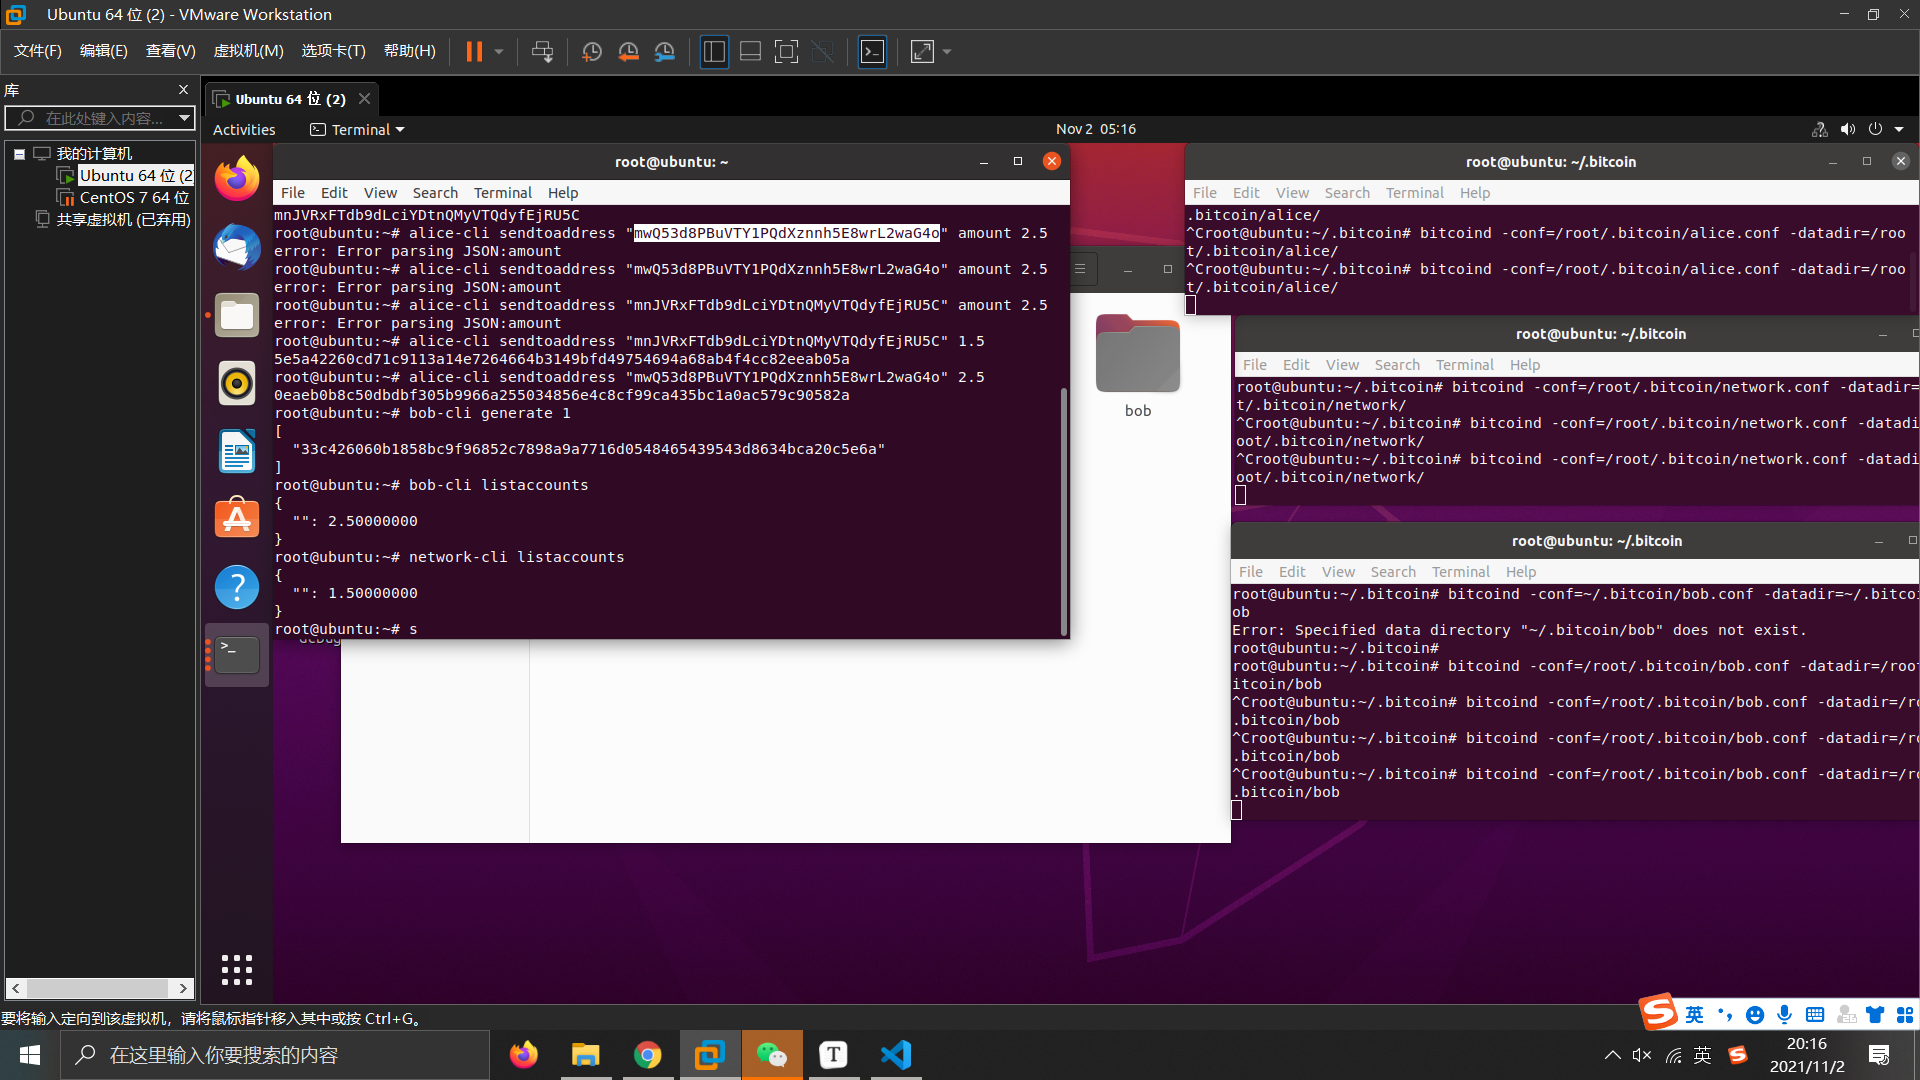 Ubuntu 64 位 (2) - VMware Workstation
文件(F) 编辑(E) 查看(V) 虚拟机(M) 选项卡(T) 帮助(H)
库
在此处键入内容...
我的计算机
Ubuntu 64 位 (2
CentOS 7 64 位
共享虚拟机 (已弃用)
Ubuntu 64 位 (2)
Activities
Terminal
Nov 2 05:16
root@ubuntu: ~
File Edit View Search Terminal Help
mnJVRxFTdb9dLciYDtnQMyVTQdyfEjRU5C
root@ubuntu:~# alice-cli sendtoaddress "mwQ53d8PBuVTY1PQdXznnh5E8wrL2waG4o" amount 2.5
error: Error parsing JSON:amount
root@ubuntu:~# alice-cli sendtoaddress "mwQ53d8PBuVTY1PQdXznnh5E8wrL2waG4o" amount 2.5
error: Error parsing JSON:amount
root@ubuntu:~# alice-cli sendtoaddress "mnJVRxFTdb9dLciYDtnQMyVTQdyfEjRU5C" amount 2.5
error: Error parsing JSON:amount
root@ubuntu:~# alice-cli sendtoaddress "mnJVRxFTdb9dLciYDtnQMyVTQdyfEjRU5C" 1.5
5e5a42260cd71c9113a14e7264664b3149bfd49754694a68ab4f4cc82eeab05a
root@ubuntu:~# alice-cli sendtoaddress "mwQ53d8PBuVTY1PQdXznnh5E8wrL2waG4o" 2.5
0eaeb0b8c50dbdbf305b9966a255034856e4c8cf99ca435bc1a0ac579c90582a
root@ubuntu:~# bob-cli generate 1
[
"33c426060b1858bc9f96852c7898a9a7716d0548465439543d8634bca20c5e6a"
]
root@ubuntu:~# bob-cli listaccounts
{
"": 2.50000000
}
root@ubuntu:~# network-cli listaccounts
{
"": 1.50000000
}
root@ubuntu:~# s
debug
bob
root@ubuntu: ~/.bitcoin
File Edit View Search Terminal Help
.bitcoin/alice/
^Croot@ubuntu:~/.bitcoin# bitcoind -conf=/root/.bitcoin/alice.conf -datadir=/roo
t/.bitcoin/alice/
^Croot@ubuntu:~/.bitcoin# bitcoind -conf=/root/.bitcoin/alice.conf -datadir=/roo
t/.bitcoin/alice/
root@ubuntu: ~/.bitcoin
File Edit View Search Terminal Help
root@ubuntu:~/.bitcoin# bitcoind -conf=/root/.bitcoin/network.conf -datadir=
t/.bitcoin/network/
^Croot@ubuntu:~/.bitcoin# bitcoind -conf=/root/.bitcoin/network.conf -datadi
oot/.bitcoin/network/
^Croot@ubuntu:~/.bitcoin# bitcoind -conf=/root/.bitcoin/network.conf -datadi
oot/.bitcoin/network/
root@ubuntu: ~/.bitcoin
File Edit View Search Terminal Help
root@ubuntu:~/.bitcoin# bitcoind -conf=~/.bitcoin/bob.conf -datadir=~/.bitco
ob
Error: Specified data directory "~/.bitcoin/bob" does not exist.
root@ubuntu:~/.bitcoin#
root@ubuntu:~/.bitcoin# bitcoind -conf=/root/.bitcoin/bob.conf -datadir=/root
itcoin/bob
^Croot@ubuntu:~/.bitcoin# bitcoind -conf=/root/.bitcoin/bob.conf -datadir=/ro
.bitcoin/bob
^Croot@ubuntu:~/.bitcoin# bitcoind -conf=/root/.bitcoin/bob.conf -datadir=/ro
.bitcoin/bob
^Croot@ubuntu:~/.bitcoin# bitcoind -conf=/root/.bitcoin/bob.conf -datadir=/ro
.bitcoin/bob
要将输入定向到该虚拟机，请将鼠标指针移入其中或按 Ctrl+G。
英
在这里输入你要搜索的内容
英
20:16
2021/11/2